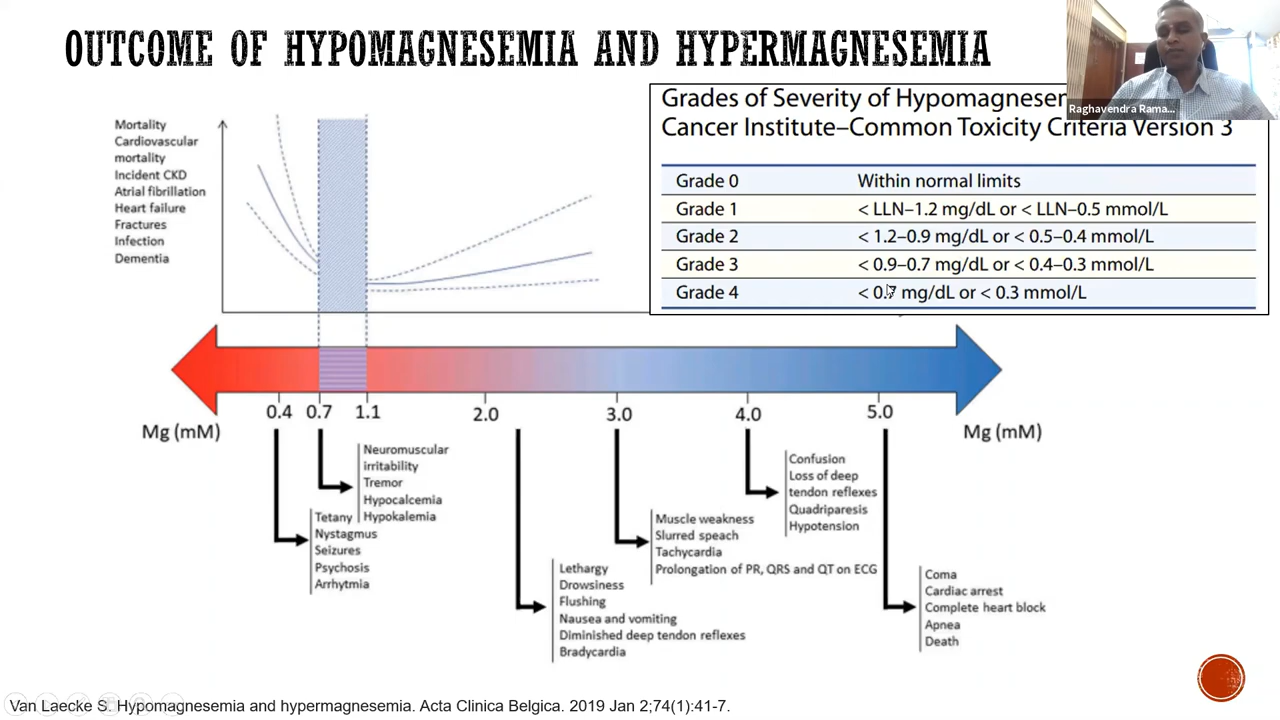 OUTCOME OF HYPOMAGNESEMIA AND HYPERMAGNESEMIA
Raghavendra Rama...
Grades of Severity of Hypomagnesem
Cancer Institute–Common Toxicity Criteria Version 3
Grade 0 Within normal limits
Grade 1 < LLN–1.2 mg/dL or < LLN–0.5 mmol/L
Grade 2 < 1.2–0.9 mg/dL or < 0.5–0.4 mmol/L
Grade 3 < 0.9–0.7 mg/dL or < 0.4–0.3 mmol/L
Grade 4 < 0.7 mg/dL or < 0.3 mmol/L
Mortality
Cardiovascular
mortality
Incident CKD
Atrial fibrillation
Heart failure
Fractures
Infection
Dementia
0.4 0.7 1.1 2.0 3.0 4.0 5.0
Mg (mM) Mg (mM)
Neuromuscular
irritability
Tremor
Hypocalcemia
Hypokalemia
Tetany
Nystagmus
Seizures
Psychosis
Arrhytmia
Lethargy
Drowsiness
Flushing
Nausea and vomiting
Diminished deep tendon reflexes
Bradycardia
Muscle weakness
Slurred speach
Tachycardia
Prolongation of PR, QRS and QT on ECG
Confusion
Loss of deep
tendon reflexes
Quadriparesis
Hypotension
Coma
Cardiac arrest
Complete heart block
Apnea
Death
Van Laecke S. Hypomagnesemia and hypermagnesemia. Acta Clinica Belgica. 2019 Jan 2;74(1):41-7.